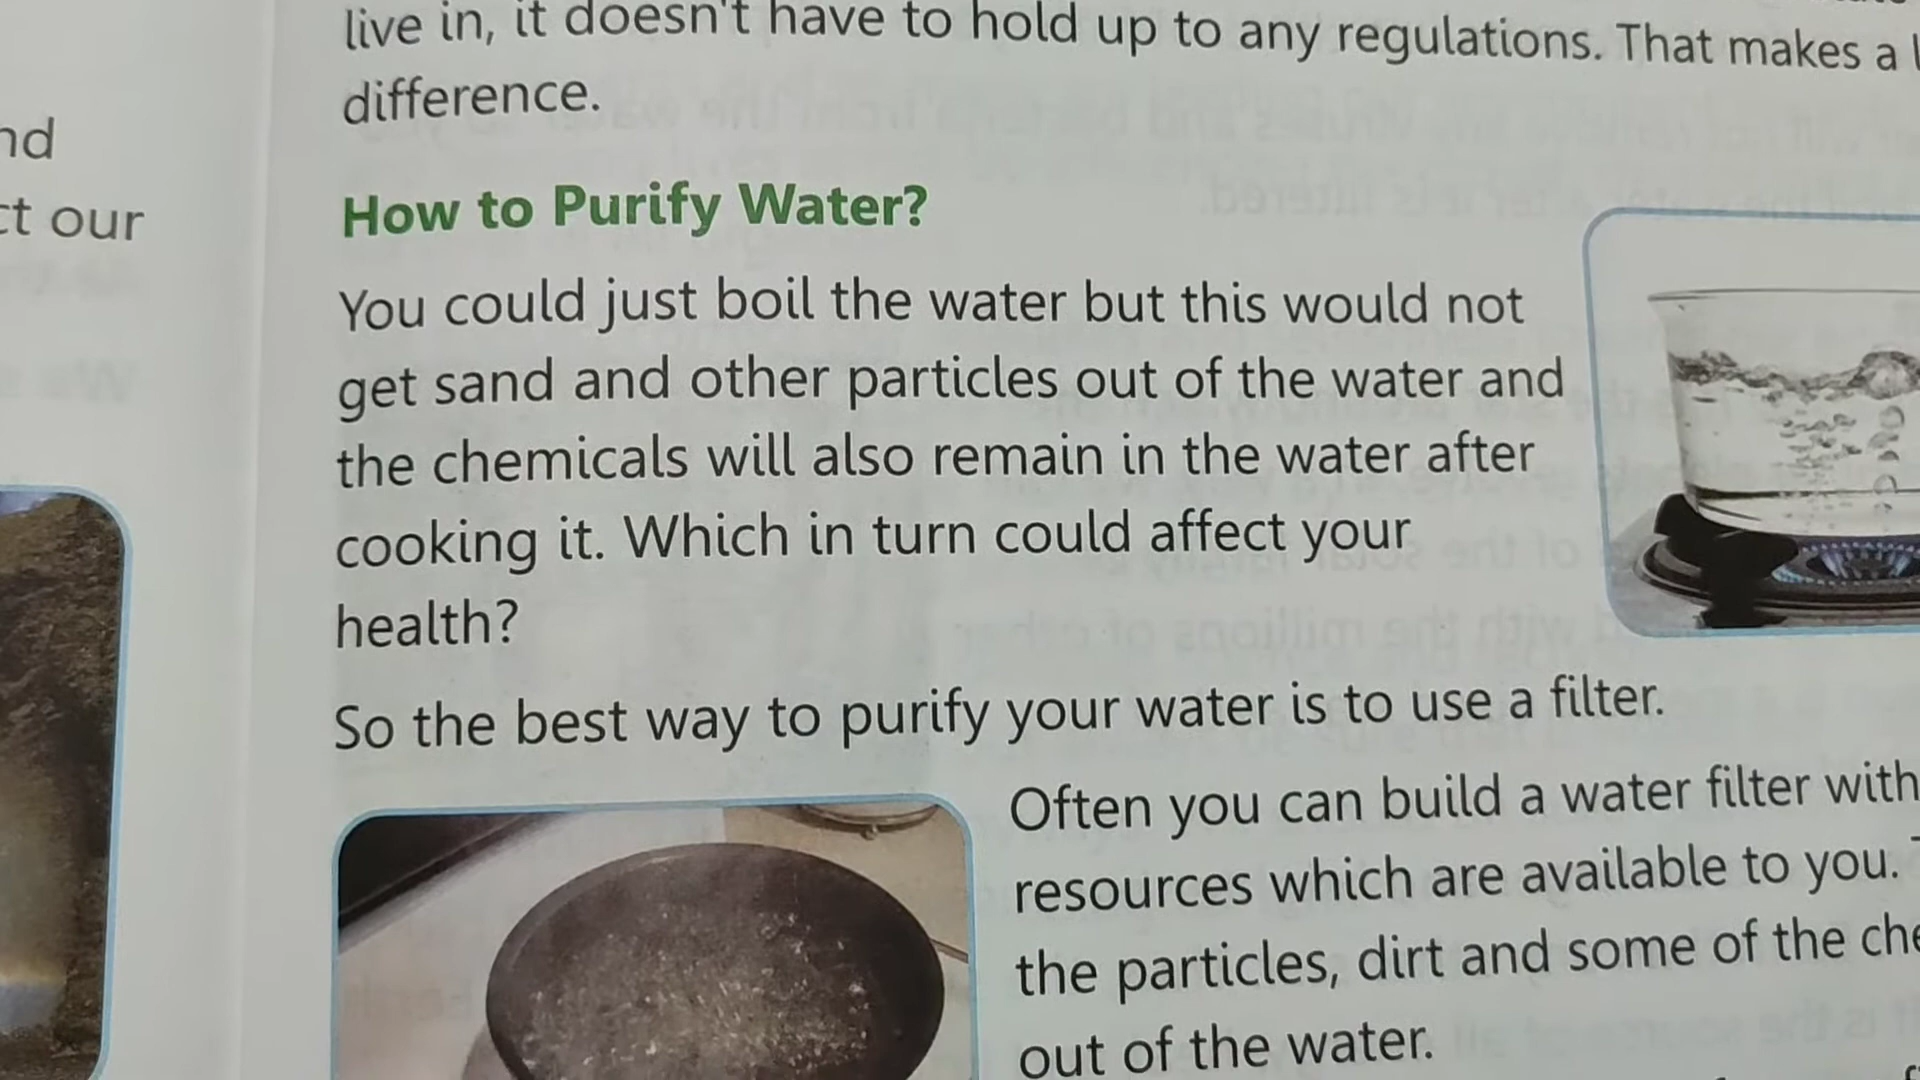 live in, it doesn't have to hold up to any regulations. That makes a
difference.
nd
ct our
How to Purify Water?
You could just boil the water but this would not
get sand and other particles out of the water and
the chemicals will also remain in the water after
cooking it. Which in turn could affect your
health?
So the best way to purify your water is to use a filter.
Often you can build a water filter with
resources which are available to you.
the particles, dirt and some of the che
out of the water.